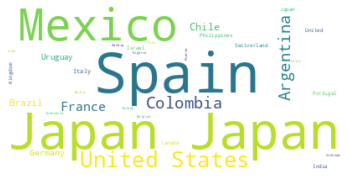 Mexico
Chile
Japan
United
Philippines
Argentina
Uruguay
Israel
Switzerland
Spain
Kingdom
Italy
Portugal
Brazil
France
Colombia
Japan Japan
Germany
United States
Canada
India